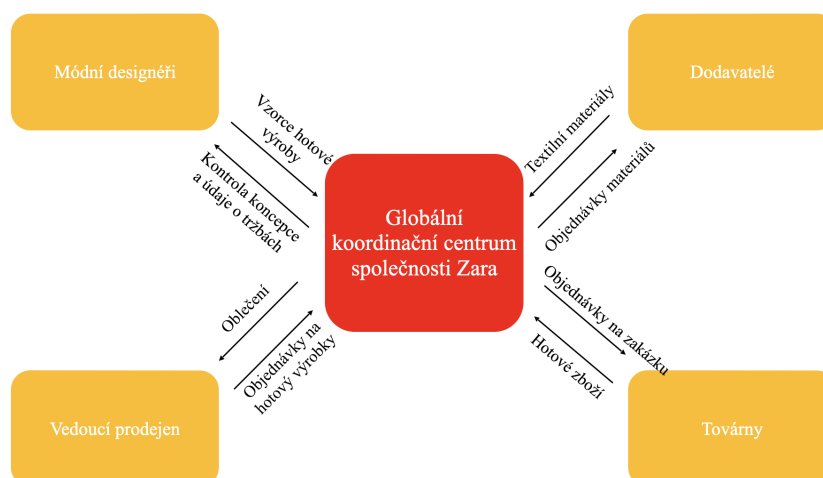 Módní designéři
Dodavatelé
Vzorce hotové
výroby
Kontrola koncepce
a údaje o tržbách
Textilní materiály
Objednávky materiálů
Globální
koordinační centrum
společnosti Zara
Oblečení
Objednávky na
hotový výrobky
Objednávky na zakázku
Hotové zboží
Vedoucí prodejen
Továrny